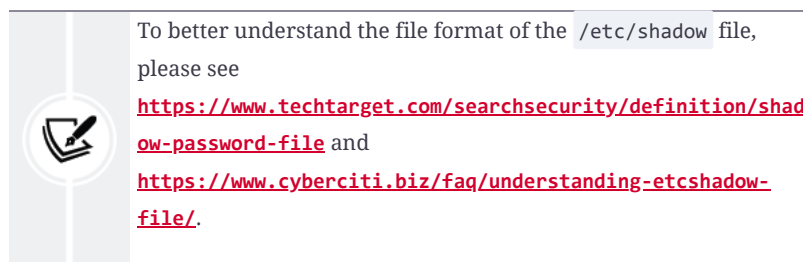 To better understand the file format of the /etc/shadow file,
please see
https://www.techtarget.com/searchsecurity/definition/shad
ow-password-file and
https://www.cyberciti.biz/faq/understanding-etcshadow-
file/.